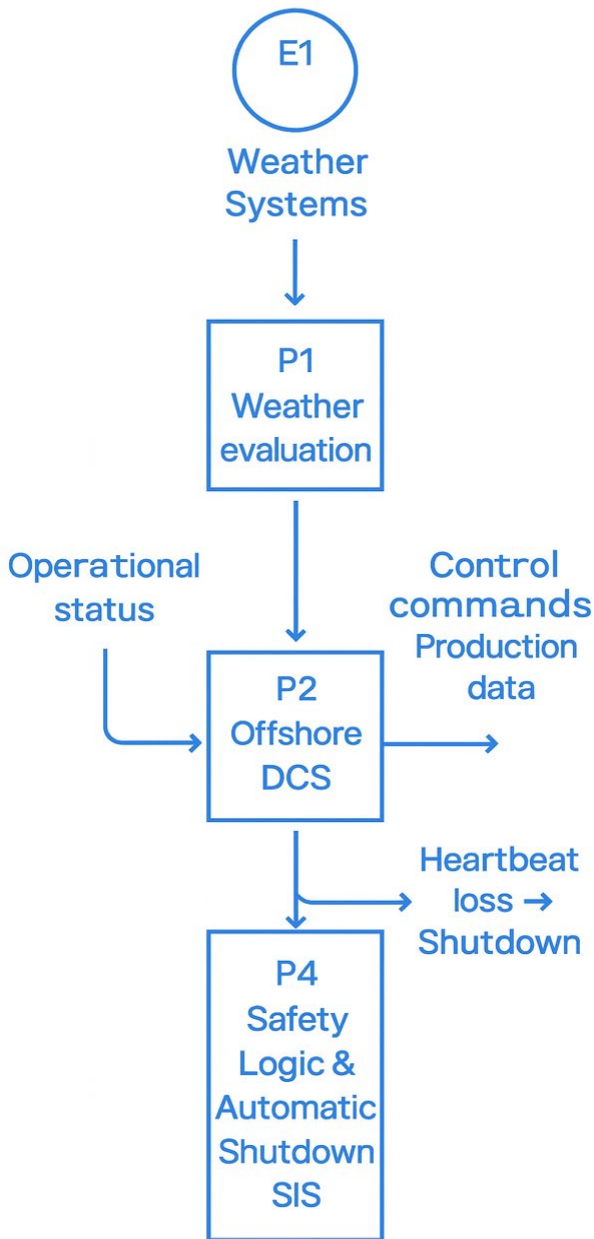 E1
Weather
Systems
P1
Weather
evaluation
Operational
status
Control
commands
Production
data
P2
Offshore
DCS
Heartbeat
loss →
Shutdown
P4
Safety
Logic &
Automatic
Shutdown
SIS